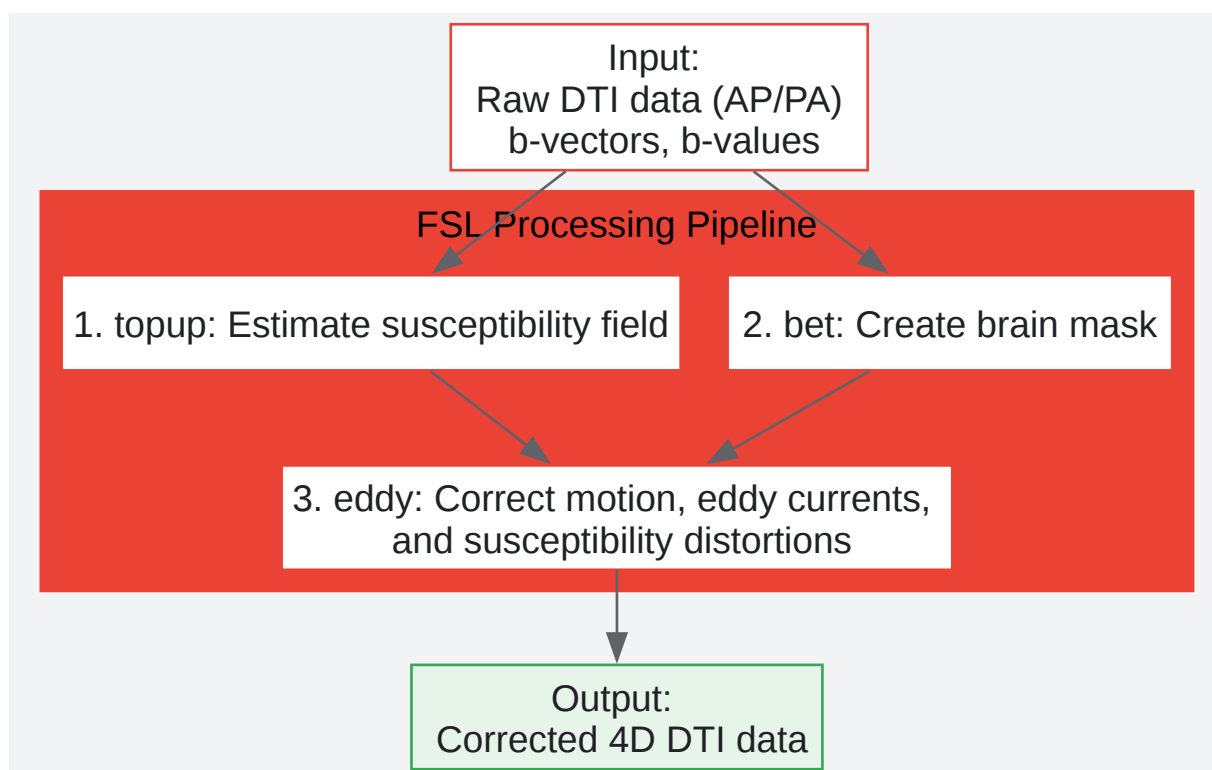 Input:
Raw DTI data (AP/PA)
b-vectors, b-values
FSL Processing Pipeline
1. topup: Estimate susceptibility field
2. bet: Create brain mask
3. eddy: Correct motion, eddy currents,
and susceptibility distortions
Output:
Corrected 4D DTI data